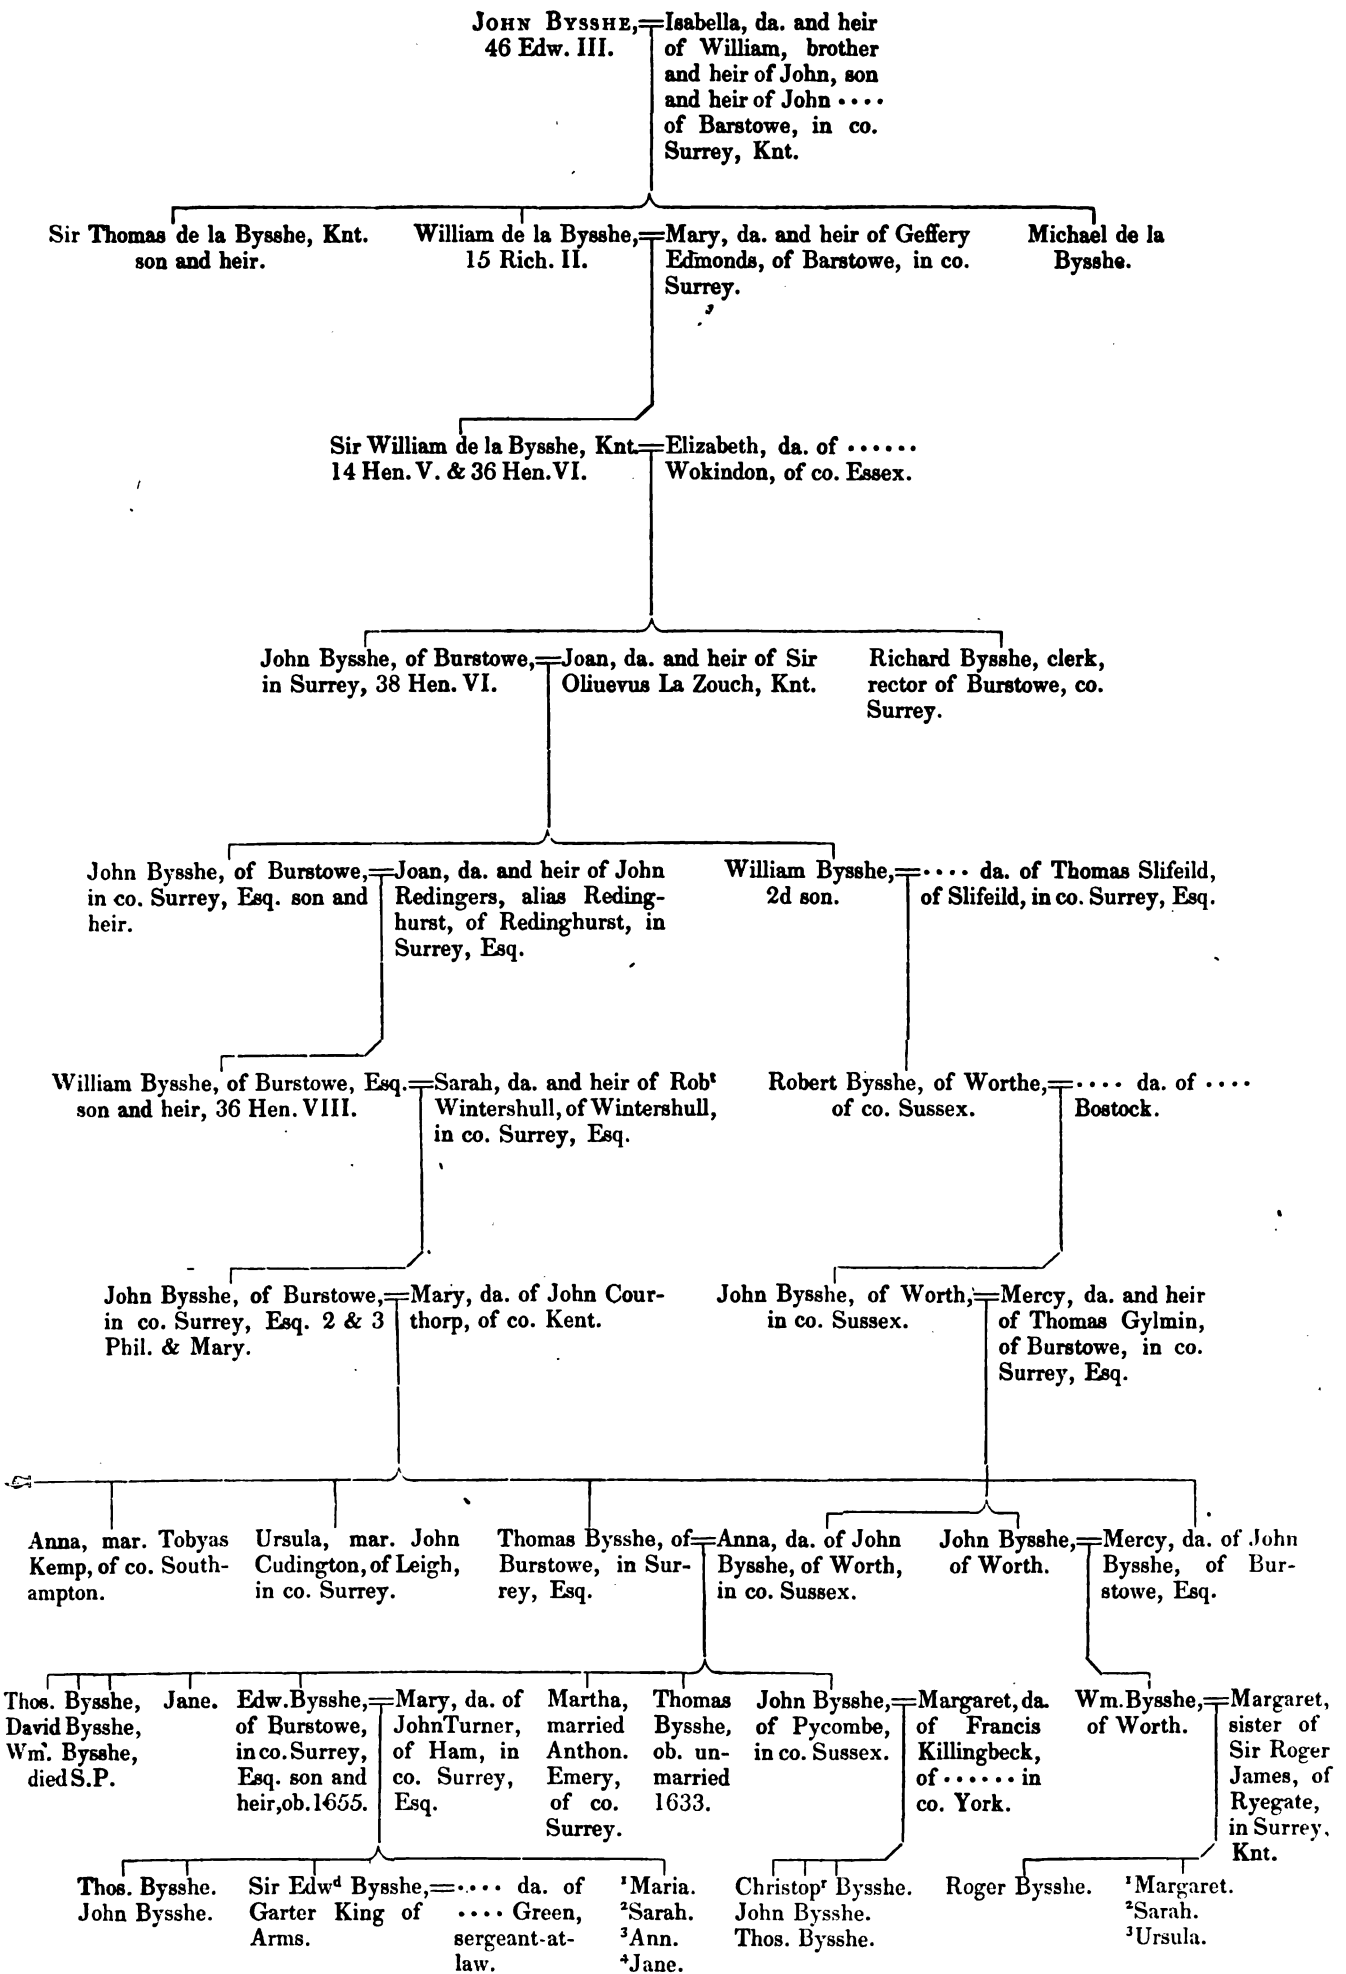 JOHN BYSSHE,
46 Edw. III.
Isabella, da. and heir
of William, brother
and heir of John, son
and heir of John ····
of Barstowe, in co.
Surrey, Knt.
Sir Thomas de la Bysshe, Knt.
son and heir.
William de la Bysshe,
15 Rich. II.
Mary, da. and heir of Geffery
Edmonds, of Barstowe, in co.
Surrey.
Michael de la
Bysshe.
Sir William de la Bysshe, Knt.
14 Hen. V. & 36 Hen. VI.
Elizabeth, da. of ······
Wokindon, of co. Essex.
John Bysshe, of Burstowe,
in Surrey, 38 Hen. VI.
Joan, da. and heir of Sir
Oliuevus La Zouch, Knt.
Richard Bysshe, clerk,
rector of Burstowe, co.
Surrey.
John Bysshe, of Burstowe,
in co. Surrey, Esq. son and
heir.
Joan, da. and heir of John
Redingers, alias Reding-
hurst, of Redinghurst, in
Surrey, Esq.
William Bysshe,
2d son.
···· da. of Thomas Slifeild,
of Slifeild, in co. Surrey, Esq.
William Bysshe, of Burstowe, Esq.
son and heir, 36 Hen. VIII.
Sarah, da. and heir of Robt
Wintershull, of Wintershull,
in co. Surrey, Esq.
Robert Bysshe, of Worthe,
of co. Sussex.
···· da. of ····
Bostock.
John Bysshe, of Burstowe,
in co. Surrey, Esq. 2 & 3
Phil. & Mary.
Mary, da. of John Cour-
thorp, of co. Kent.
John Bysshe, of Worth,
in co. Sussex.
Mercy, da. and heir
of Thomas Gylmin,
of Burstowe, in co.
Surrey, Esq.
Anna, mar. Tobyas
Kemp, of co. South-
ampton.
Ursula, mar. John
Cudington, of Leigh,
in co. Surrey.
Thomas Bysshe, of
Burstowe, in Sur-
rey, Esq.
Anna, da. of John
Bysshe, of Worth,
in co. Sussex.
John Bysshe,
of Worth.
Mercy, da. of John
Bysshe, of Bur-
stowe, Esq.
Thos. Bysshe,
David Bysshe,
Wm. Bysshe,
died S.P.
Jane.
Edw. Bysshe,
of Burstowe,
in co. Surrey,
Esq. son and
heir, ob. 1655.
Mary, da. of
John Turner,
of Ham, in
co. Surrey,
Esq.
Martha,
married
Anthon.
Emery,
of co.
Surrey.
Thomas
Bysshe,
ob. un-
married
1633.
John Bysshe,
of Pycombe,
in co. Sussex.
Margaret, da.
of Francis
Killingbeck,
of ······ in
co. York.
Wm. Bysshe,
of Worth.
Margaret,
sister of
Sir Roger
James, of
Ryegate,
in Surrey,
Knt.
Thos. Bysshe.
John Bysshe.
Sir Edwd Bysshe,
Garter King of
Arms.
····· da. of
···· Green,
sergeant-at-
law.
¹Maria.
²Sarah.
³Ann.
⁴Jane.
Christopr Bysshe.
John Bysshe.
Thos. Bysshe.
Roger Bysshe.
¹Margaret.
²Sarah.
³Ursula.